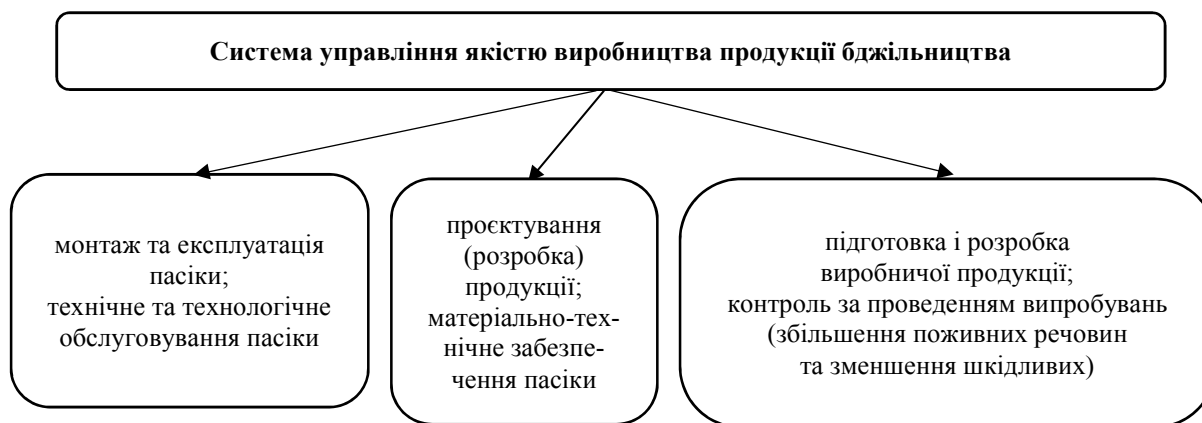 Система управління якістю виробництва продукції бджільництва
монтаж та експлуатація
пасіки;
технічне та технологічне
обслуговування пасіки
проєктування
(розробка)
продукції;
матеріально-тех-
нічне забезпе-
чення пасіки
підготовка і розробка
виробничої продукції;
контроль за проведенням випробувань
(збільшення поживних речовин
та зменшення шкідливих)